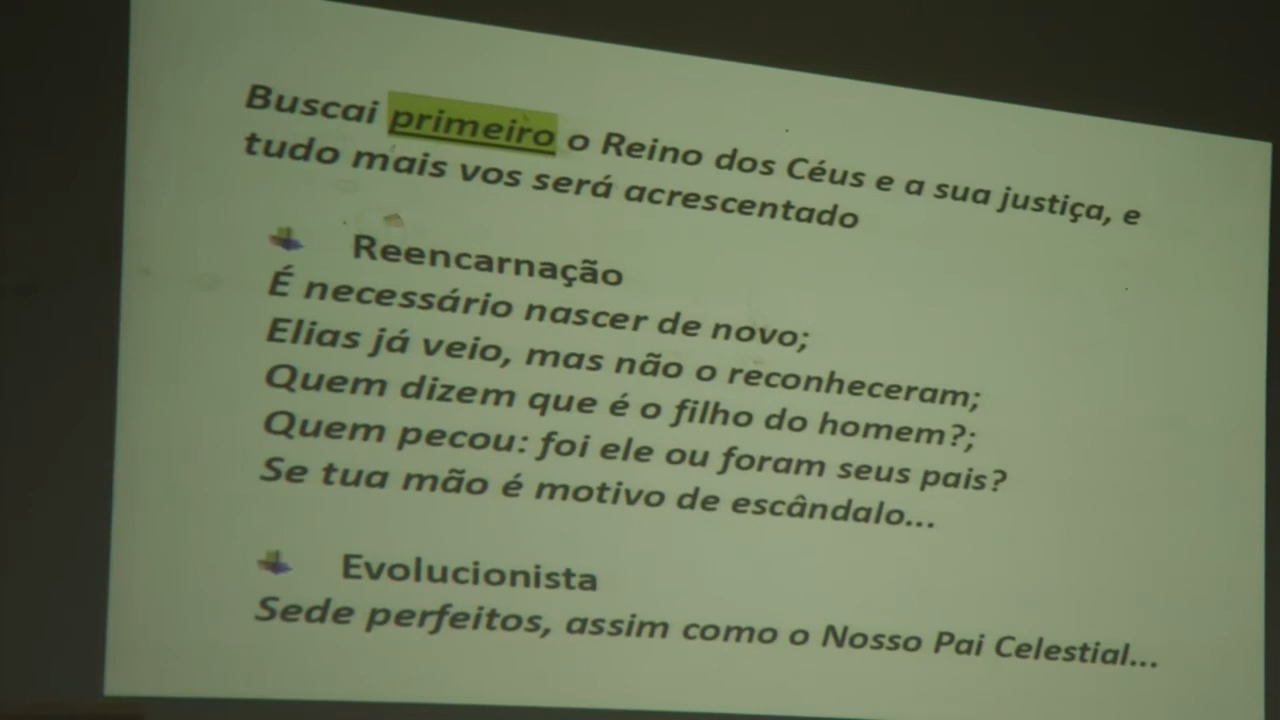 Buscai primeiro o Reino dos Céus e a sua justiça, e
tudo mais vos será acrescentado
Reencarnação
É necessário nascer de novo;
Elias já veio, mas não o reconheceram;
Quem dizem que é o filho do homem?;
Quem pecou: foi ele ou foram seus pais?
Se tua mão é motivo de escândalo...
Evolucionista
Sede perfeitos, assim como o Nosso Pai Celestial...